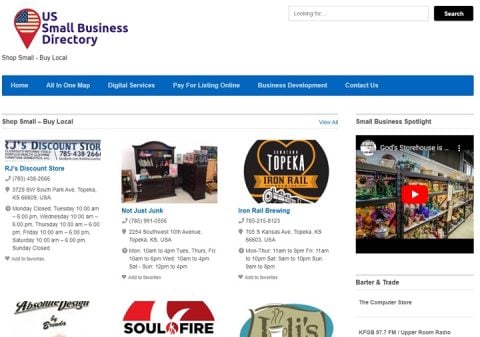 US
Small Business
Directory
Looking for...
Search
Shop Small - Buy Local
Home
All In One Map
Digital Services
Pay For Listing Online
Business Development
Contact Us
Shop Small – Buy Local
View All
RJ'S DISCOUNT STORE
785-438-2664
RJ's Discount Store
(785) 438-2665
3729 SW South Park Ave, Topeka,
KS 66609, USA
Monday Closed: Tuesday 10:00 am
– 6:00 pm, Wednesday 10:00 am –
6:00 pm, Thursday 10:00 am – 6:00
pm, Friday 10:00 am – 6:00 pm,
Saturday 10:00 am – 6:00 pm,
Sunday Closed
Add to favorites
Not Just Junk
(785) 991-0556
2254 Southwest 10th Avenue,
Topeka, KS, USA
Mon: 10am to 4pm Tues, Thurs, Fri:
10am to 6pm Wed: 10am to 4pm
Sat - Sun: 12pm to 4pm
Add to favorites
DOWNTOWN
TOPEKA
IRON RAIL
BREWING
Iron Rail Brewing
785-215-8123
705 S Kansas Ave, Topeka, KS
66603, USA
Mon-Thur: 11am to 9pm Fri: 11am
to 10pm Sat: 9am to 10pm Sun:
9am to 8pm
Add to favorites
Small Business Spotlight
God's Storehouse is ...
Barter & Trade
The Computer Store
KFGB 97.7 FM / Upper Room Radio
Absolute Design
by Brenda
SOUL FIRE